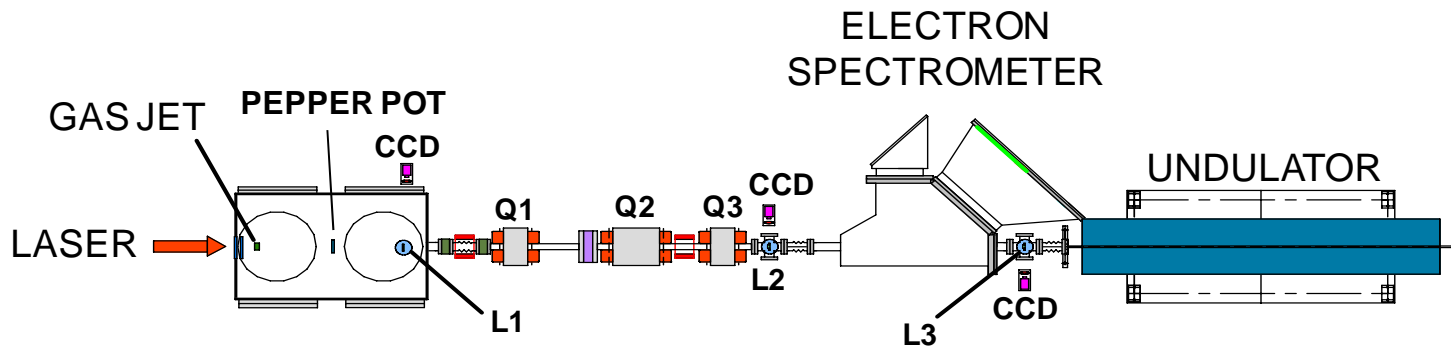 ELECTRON
SPECTROMETER
GAS JET
PEPPER POT
CCD
CCD
UNDULATOR
Q1
Q2
Q3
LASER
L2
L1
L3
CCD